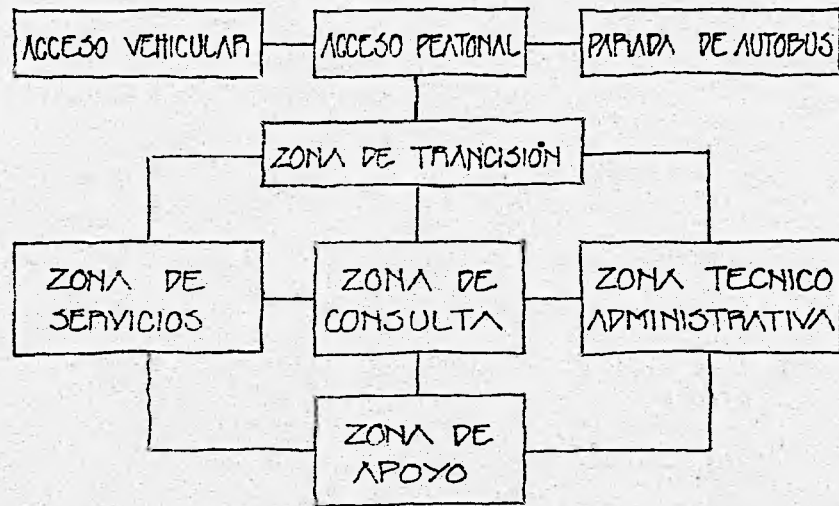 ACCESO VEHICULAR
ACCESO PEATONAL
PARADA DE AUTOBUS
ZONA DE TRANCISIÓN
ZONA DE
SERVICIOS
ZONA DE
CONSULTA
ZONA TECNICO
ADMINISTRATIVA
ZONA DE
APOYO